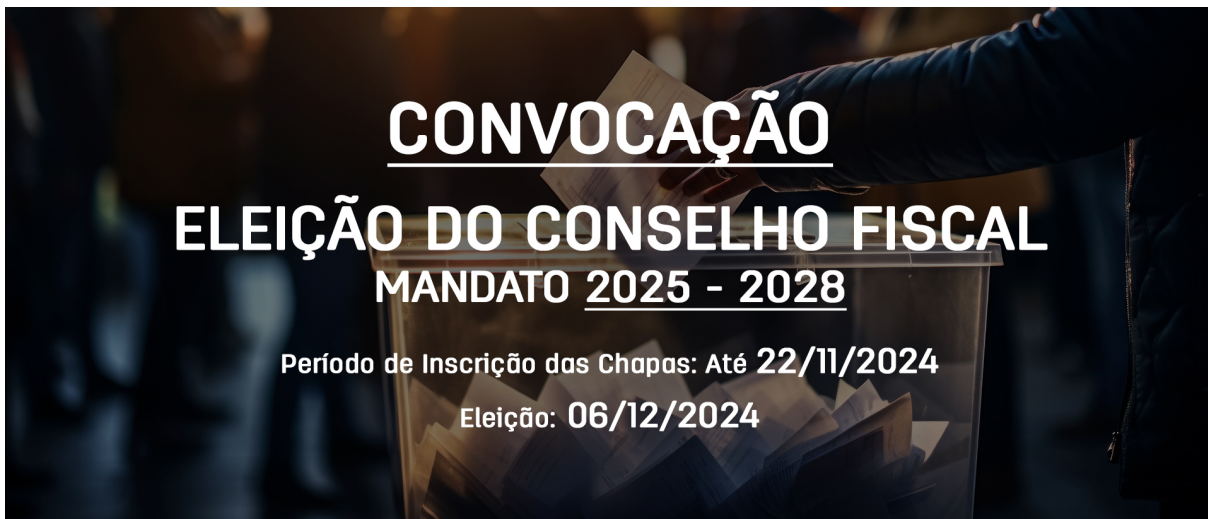 CONVOCAÇÃO
ELEIÇÃO DO CONSELHO FISCAL
MANDATO 2025 - 2028
Período de Inscrição das Chapas: Até 22/11/2024
Eleição: 06/12/2024